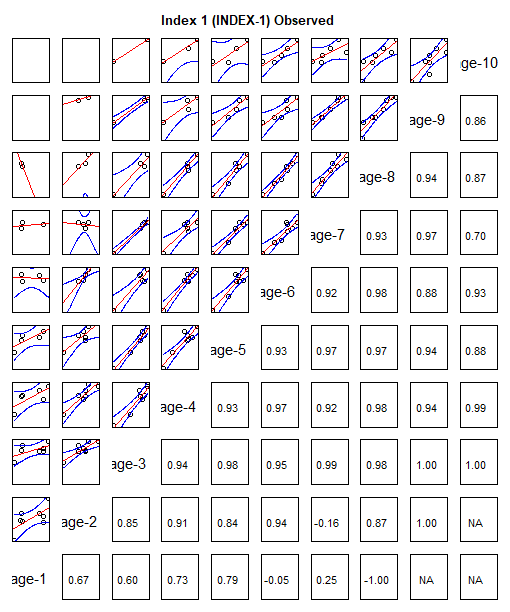 Index 1 (INDEX-1) Observed
ge-10
age-9 0.86
age-8 0.94 0.87
age-7 0.93 0.97 0.70
age-6 0.92 0.98 0.88 0.93
age-5 0.93 0.97 0.97 0.94 0.88
age-4 0.93 0.97 0.92 0.98 0.94 0.99
age-3 0.94 0.98 0.95 0.99 0.98 1.00 1.00
age-2 0.85 0.91 0.84 0.94 -0.16 0.87 1.00 NA
age-1 0.67 0.60 0.73 0.79 -0.05 0.25 -1.00 NA NA